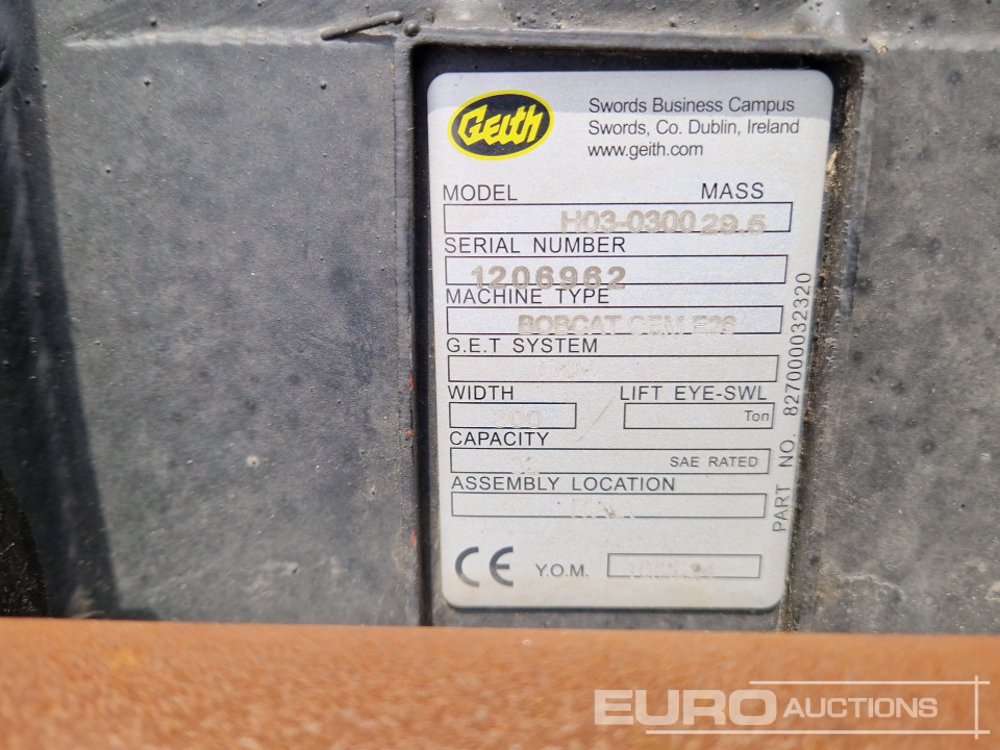 Geith
Swords Business Campus
Swords, Co. Dublin, Ireland
www.geith.com
MODEL MASS
H03-0300 29.5
SERIAL NUMBER
1206962
MACHINE TYPE
BOBCAT OEM E26
G.E.T SYSTEM
WIDTH LIFT EYE-SWL
300 Ton
CAPACITY
SAE RATED
ASSEMBLY LOCATION
CE Y.O.M.
PART NO. 827000032320
EURO AUCTIONS